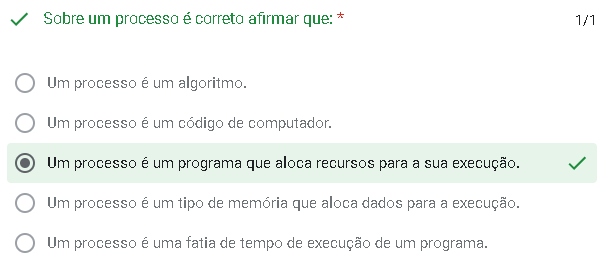 Sobre um processo é correto afirmar que: *
1/1
Um processo é um algoritmo.
Um processo é um código de computador.
Um processo é um programa que aloca recursos para a sua execução.
Um processo é um tipo de memória que aloca dados para a execução.
Um processo é uma fatia de tempo de execução de um programa.